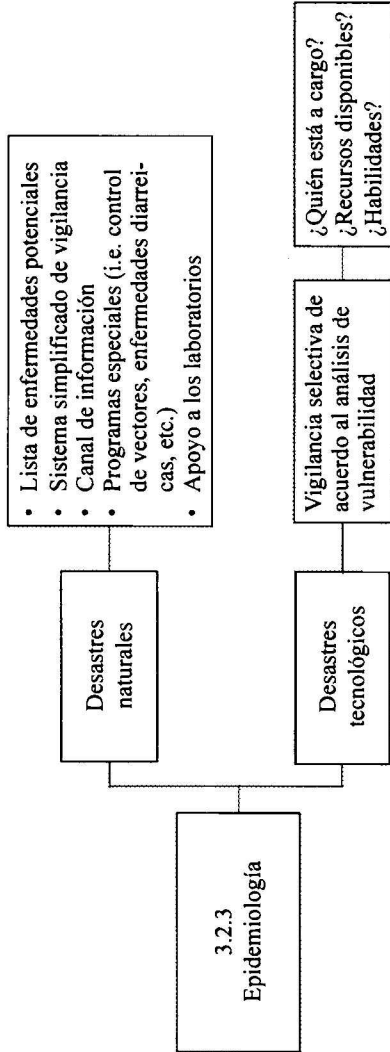 3.2.3
Epidemiología
Desastres
naturales
• Lista de enfermedades potenciales
• Sistema simplificado de vigilancia
• Canal de información
• Programas especiales (i.e. control
de vectores, enfermedades diarrei-
cas, etc.)
• Apoyo a los laboratorios
Desastres
tecnológicos
Vigilancia selectiva de
acuerdo al análisis de
vulnerabilidad
¿Quién está a cargo?
¿Recursos disponibles?
¿Habilidades?